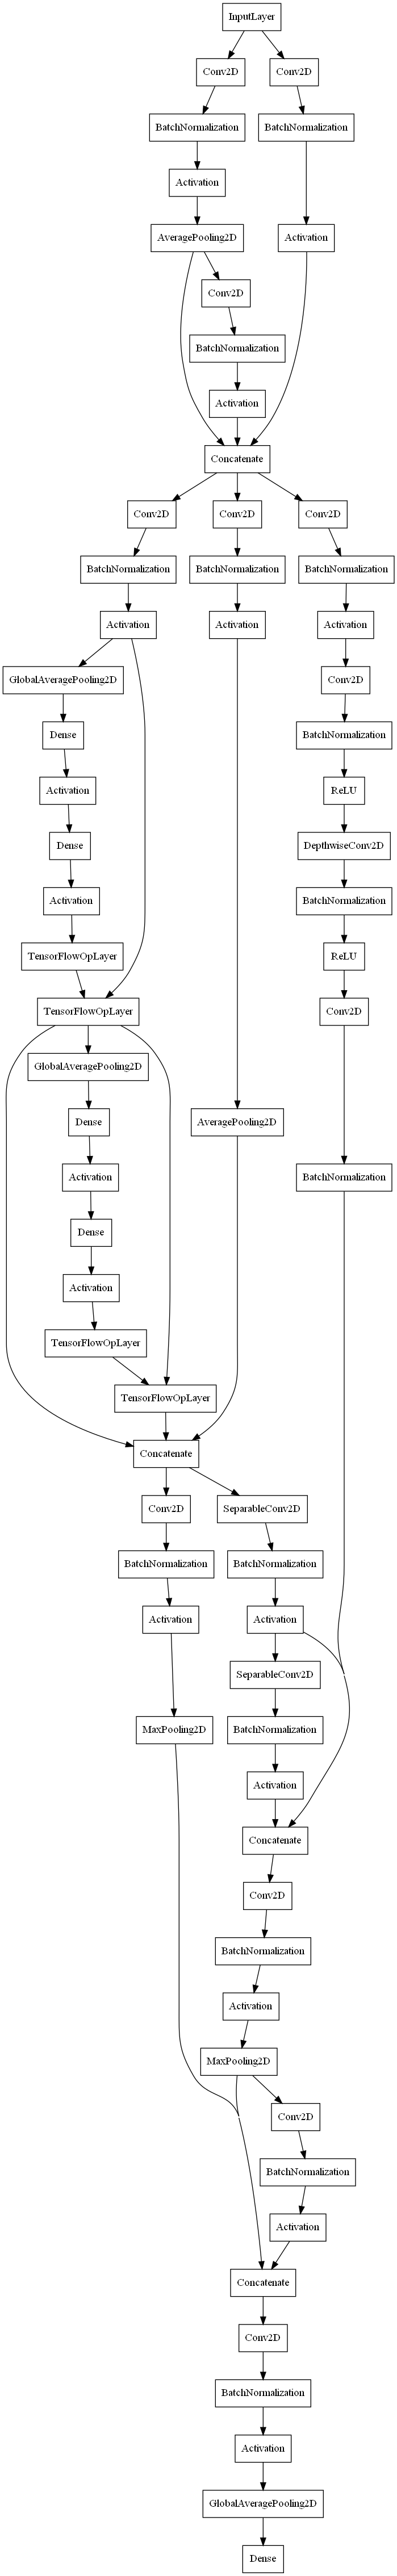 InputLayer
Conv2D
Conv2D
BatchNormalization
BatchNormalization
Activation
AveragePooling2D
Activation
Conv2D
BatchNormalization
Activation
Concatenate
Conv2D
Conv2D
Conv2D
BatchNormalization
BatchNormalization
BatchNormalization
Activation
Activation
Activation
GlobalAveragePooling2D
Conv2D
Dense
BatchNormalization
Activation
ReLU
Dense
DepthwiseConv2D
Activation
BatchNormalization
TensorFlowOpLayer
ReLU
TensorFlowOpLayer
Conv2D
GlobalAveragePooling2D
Dense
AveragePooling2D
Activation
BatchNormalization
Dense
Activation
TensorFlowOpLayer
TensorFlowOpLayer
Concatenate
Conv2D
SeparableConv2D
BatchNormalization
BatchNormalization
Activation
Activation
SeparableConv2D
MaxPooling2D
BatchNormalization
Activation
Concatenate
Conv2D
BatchNormalization
Activation
MaxPooling2D
Conv2D
BatchNormalization
Activation
Concatenate
Conv2D
BatchNormalization
Activation
GlobalAveragePooling2D
Dense